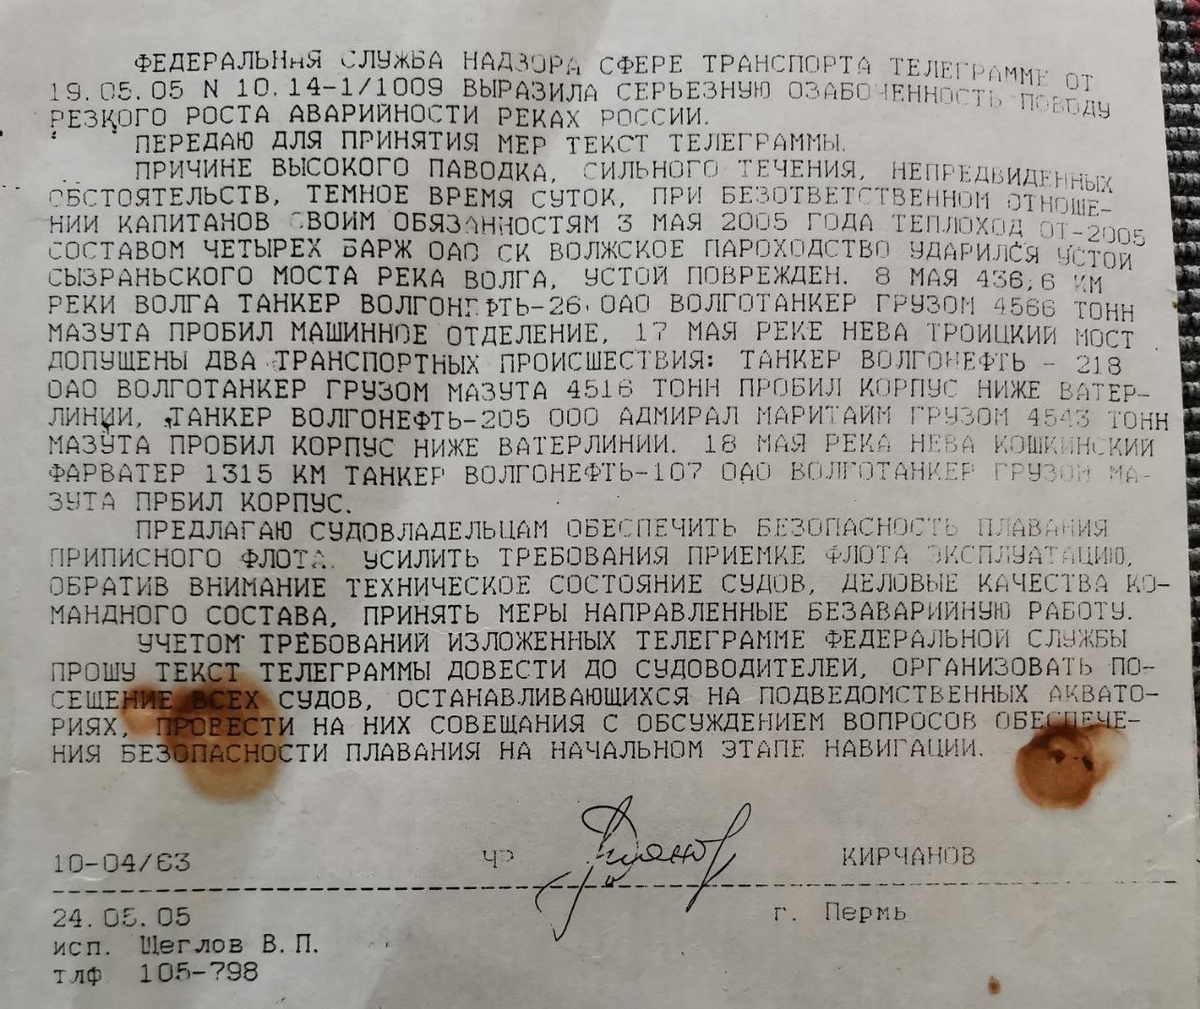 ФЕДЕРАЛЬНАЯ СЛУЖБА НАДЗОРА СФЕРЕ ТРАНСПОРТА ТЕЛЕГРАММЕ ОТ
19.05.05 N 10.14-1/1009 ВЫРАЗИЛА СЕРЬЕЗНУЮ ОЗАБОЧЕННОСТЬ ПОВОДУ
РЕЗКОГО РОСТА АВАРИЙНОСТИ РЕКАХ РОССИИ.
ПЕРЕДАЮ ДЛЯ ПРИНЯТИЯ МЕР ТЕКСТ ТЕЛЕГРАММЫ.
ПРИЧИНЕ ВЫСОКОГО ПАВОДКА, СИЛЬНОГО ТЕЧЕНИЯ, НЕПРЕДВИДЕННЫХ
ОБСТОЯТЕЛЬСТВ, ТЕМНОЕ ВРЕМЯ СУТОК, ПРИ БЕЗОТВЕТСТВЕННОМ ОТНОШЕ-
НИИ КАПИТАНОВ СВОИМ ОБЯЗАННОСТЯМ 3 МАЯ 2005 ГОДА ТЕПЛОХОД ОТ-2005
СОСТАВОМ ЧЕТЫРЕХ БАРЖ ОАО СК ВОЛЖСКОЕ ПАРОХОДСТВО УДАРИЛСЯ УСТОЙ
СЫЗРАНЬСКОГО МОСТА РЕКА ВОЛГА, УСТОЙ ПОВРЕЖДЕН. 8 МАЯ 436,6 КМ
РЕКИ ВОЛГА ТАНКЕР ВОЛГОНЕФТЬ-26 ОАО ВОЛГОТАНКЕР ГРУЗОМ 4566 ТОНН
МАЗУТА ПРОБИЛ МАШИННОЕ ОТДЕЛЕНИЕ, 17 МАЯ РЕКЕ НЕВА ТРОИЦКИЙ МОСТ
ДОПУЩЕНЫ ДВА ТРАНСПОРТНЫХ ПРОИСШЕСТВИЯ: ТАНКЕР ВОЛГОНЕФТЬ - 218
ОАО ВОЛГОТАНКЕР ГРУЗОМ МАЗУТА 4516 ТОНН ПРОБИЛ КОРПУС НИЖЕ ВАТЕР-
ЛИНИИ, ТАНКЕР ВОЛГОНЕФТЬ-205 ООО АДМИРАЛ МАРИТАИМ ГРУЗОМ 4543 ТОНН
МАЗУТА ПРОБИЛ КОРПУС НИЖЕ ВАТЕРЛИНИИ. 18 МАЯ РЕКА НЕВА КОШКИНСКИЙ
ФАРВАТЕР 1315 КМ ТАНКЕР ВОЛГОНЕФТЬ-107 ОАО ВОЛГОТАНКЕР ГРУЗОМ МА-
ЗУТА ПРБИЛ КОРПУС.
ПРЕДЛАГАЮ СУДОВЛАДЕЛЬЦАМ ОБЕСПЕЧИТЬ БЕЗОПАСНОСТЬ ПЛАВАНИЯ
ПРИПИСНОГО ФЛОТА. УСИЛИТЬ ТРЕБОВАНИЯ ПРИЕМКЕ ФЛОТА ЭКСПЛУАТАЦИЮ,
ОБРАТИВ ВНИМАНИЕ ТЕХНИЧЕСКОЕ СОСТОЯНИЕ СУДОВ, ДЕЛОВЫЕ КАЧЕСТВА КО-
МАНДНОГО СОСТАВА, ПРИНЯТЬ МЕРЫ НАПРАВЛЕННЫЕ БЕЗАВАРИЙНУЮ РАБОТУ.
УЧЕТОМ ТРЕБОВАНИЙ ИЗЛОЖЕННЫХ ТЕЛЕГРАММЕ ФЕДЕРАЛЬНОЙ СЛУЖБЫ
ПРОШУ ТЕКСТ ТЕЛЕГРАММЫ ДОВЕСТИ ДО СУДОВОДИТЕЛЕЙ, ОРГАНИЗОВАТЬ ПО-
СЕЩЕНИЕ ВСЕХ СУДОВ, ОСТАНАВЛИВАЮЩИХСЯ НА ПОДВЕДОМСТВЕННЫХ АКВАТО-
РИЯХ, ПРОВЕСТИ НА НИХ СОВЕЩАНИЯ С ОБСУЖДЕНИЕМ ВОПРОСОВ ОБЕСПЕЧЕ-
НИЯ БЕЗОПАСНОСТИ ПЛАВАНИЯ НА НАЧАЛЬНОМ ЭТАПЕ НАВИГАЦИИ.
10-04/63 ЧР КИРЧАНОВ
24.05.05 г. Пермь
исп. Щеглов В.П.
тлф 105-798